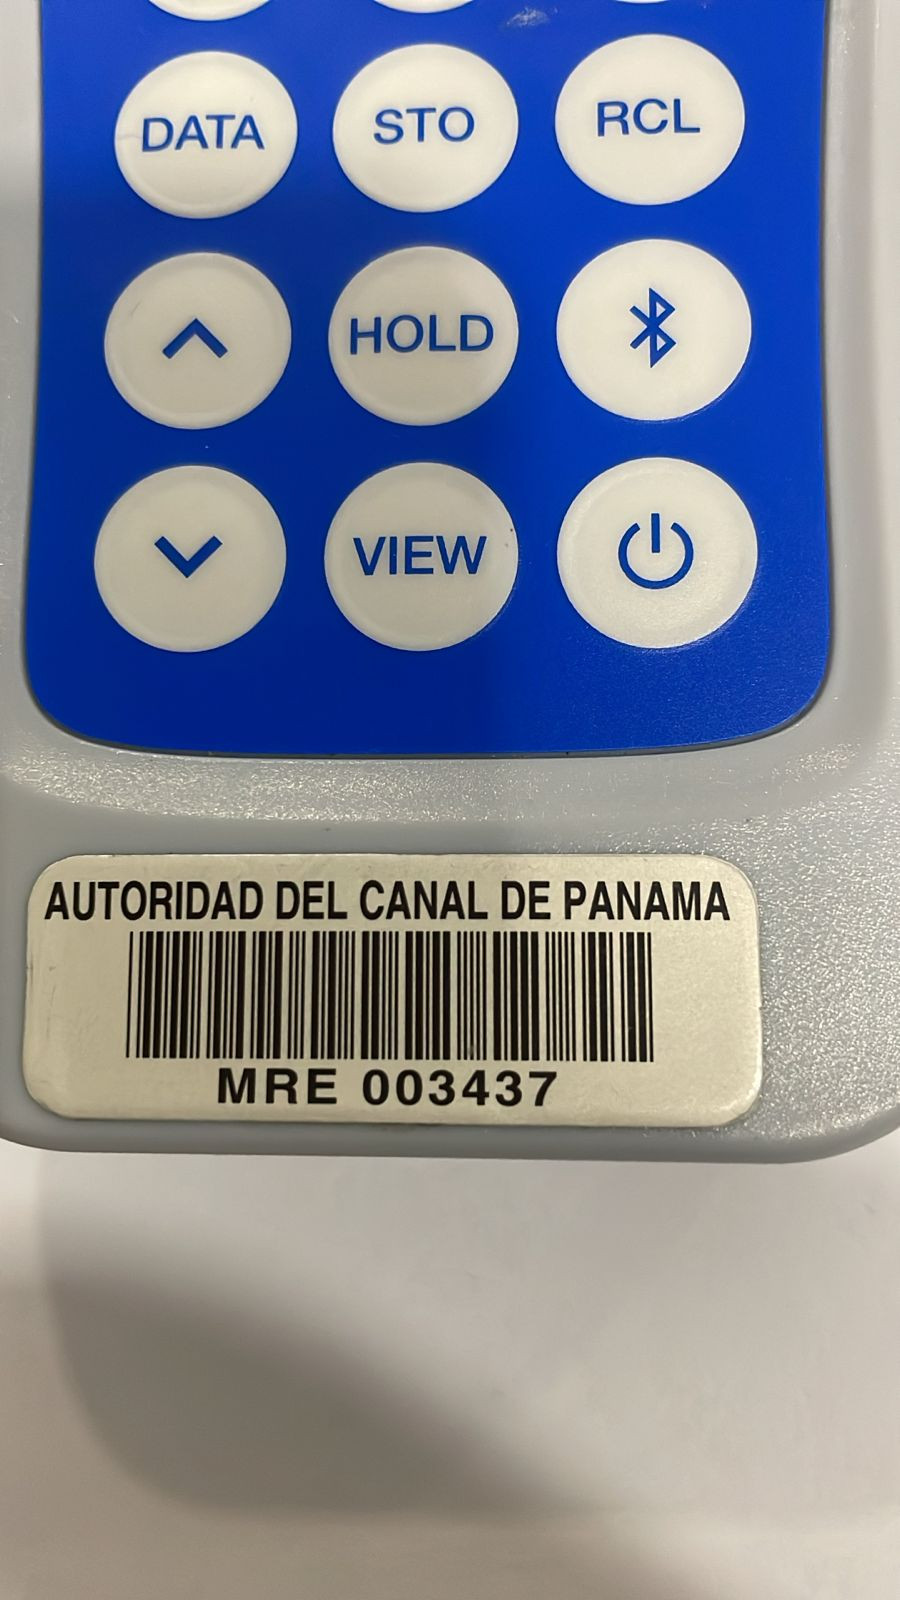 DATA STO RCL
HOLD
VIEW
AUTORIDAD DEL CANAL DE PANAMA
MRE 003437